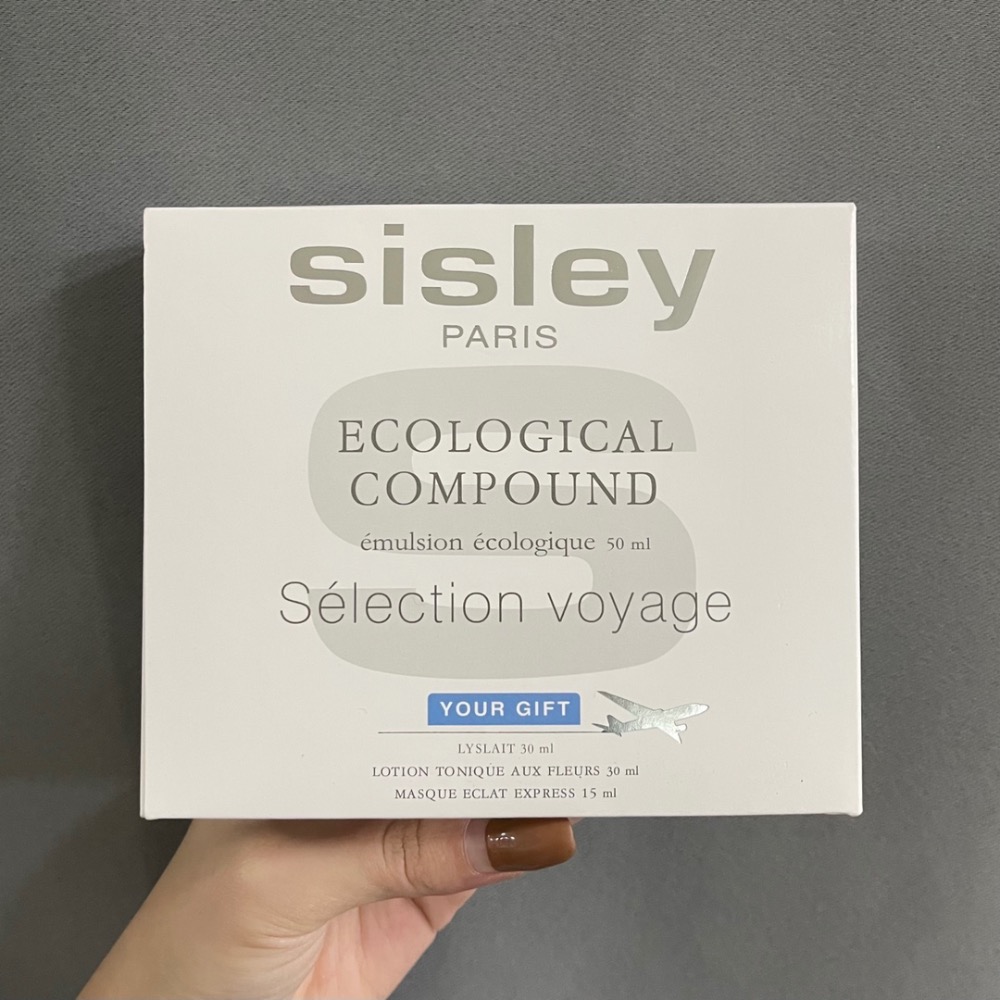 sisley
PARIS
ECOLOGICAL
COMPOUND
émulsion écologique 50 ml
Sélection voyage
YOUR GIFT
LYSLAIT 30 ml
LOTION TONIQUE AUX FLEURS 30 ml
MASQUE ECLAT EXPRESS 15 ml